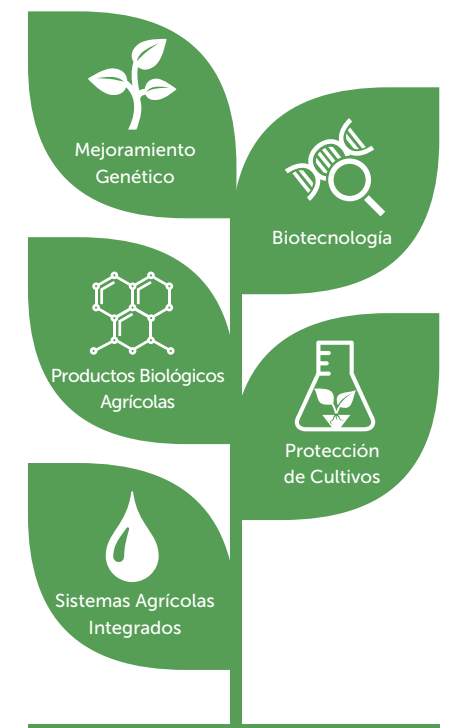 Mejoramiento
Genético
Biotecnología
Productos Biológicos
Agrícolas
Protección
de Cultivos
Sistemas Agrícolas
Integrados